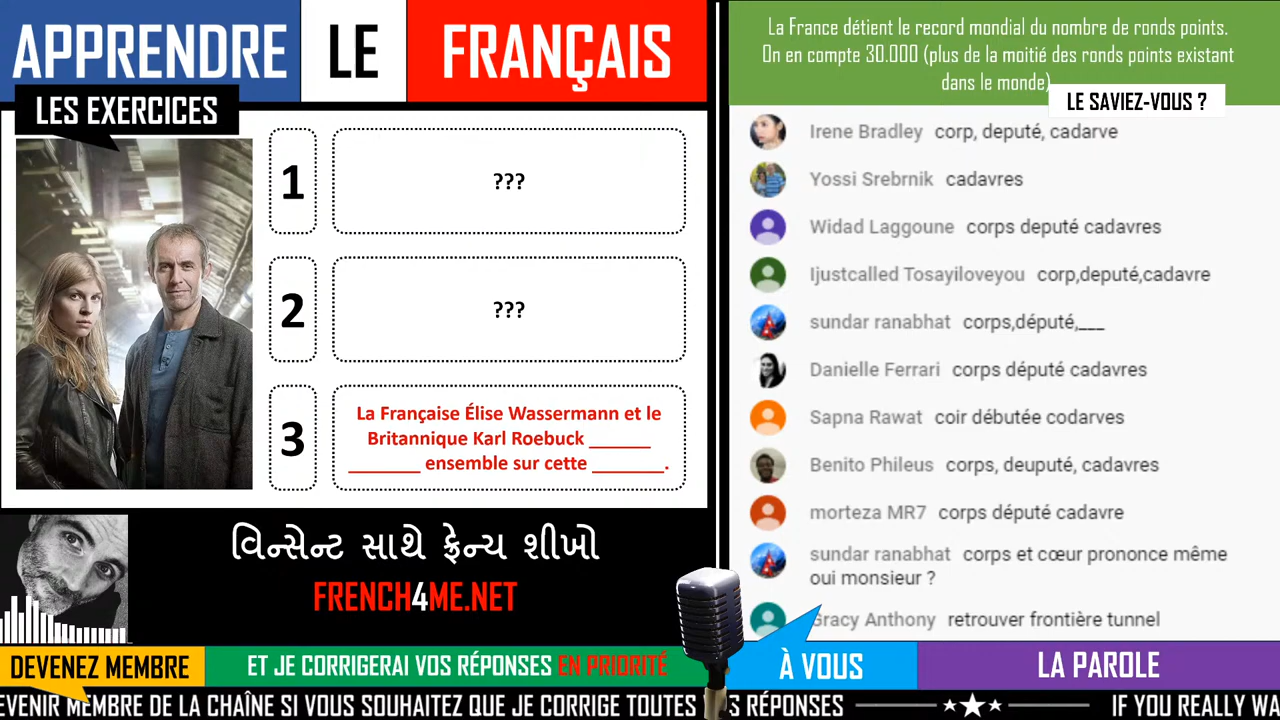 APPRENDRE LE FRANÇAIS
LES EXERCICES
1
???
2
???
3
La Française Élise Wassermann et le
Britannique Karl Roebuck ______
_______ ensemble sur cette _______.
વિન્સેન્ટ સાથે ફ્રેન્ચ શીખો
FRENCH4ME.NET
La France détient le record mondial du nombre de ronds points.
On en compte 30.000 (plus de la moitié des ronds points existant
dans le monde)
LE SAVIEZ-VOUS ?
Irene Bradley corp, deputé, cadarve
Yossi Srebrnik cadavres
Widad Laggoune corps deputé cadavres
Ijustcalled Tosayiloveyou corp,deputé,cadavre
sundar ranabhat corps,député,___
Danielle Ferrari corps député cadavres
Sapna Rawat coir débutée codarves
Benito Phileus corps, deuputé, cadavres
morteza MR7 corps député cadavre
sundar ranabhat corps et cœur prononce même
oui monsieur ?
Gracy Anthony retrouver frontière tunnel
DEVENEZ MEMBRE
ET JE CORRIGERAI VOS RÉPONSES EN PRIORITÉ
À VOUS
LA PAROLE
EVENIR MEMBRE DE LA CHAÎNE SI VOUS SOUHAITEZ QUE JE CORRIGE TOUTES VOS RÉPONSES
IF YOU REALLY WA